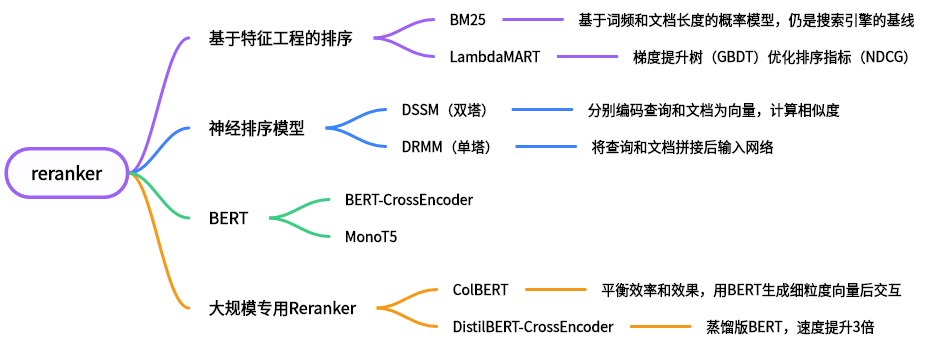 reranker
基于特征工程的排序
BM25
基于词频和文档长度的概率模型，仍是搜索引擎的基线
LambdaMART
梯度提升树（GBDT）优化排序指标（NDCG）
神经排序模型
DSSM（双塔）
分别编码查询和文档为向量，计算相似度
DRMM（单塔）
将查询和文档拼接后输入网络
BERT
BERT-CrossEncoder
MonoT5
大规模专用Reranker
ColBERT
平衡效率和效果，用BERT生成细粒度向量后交互
DistilBERT-CrossEncoder
蒸馏版BERT，速度提升3倍